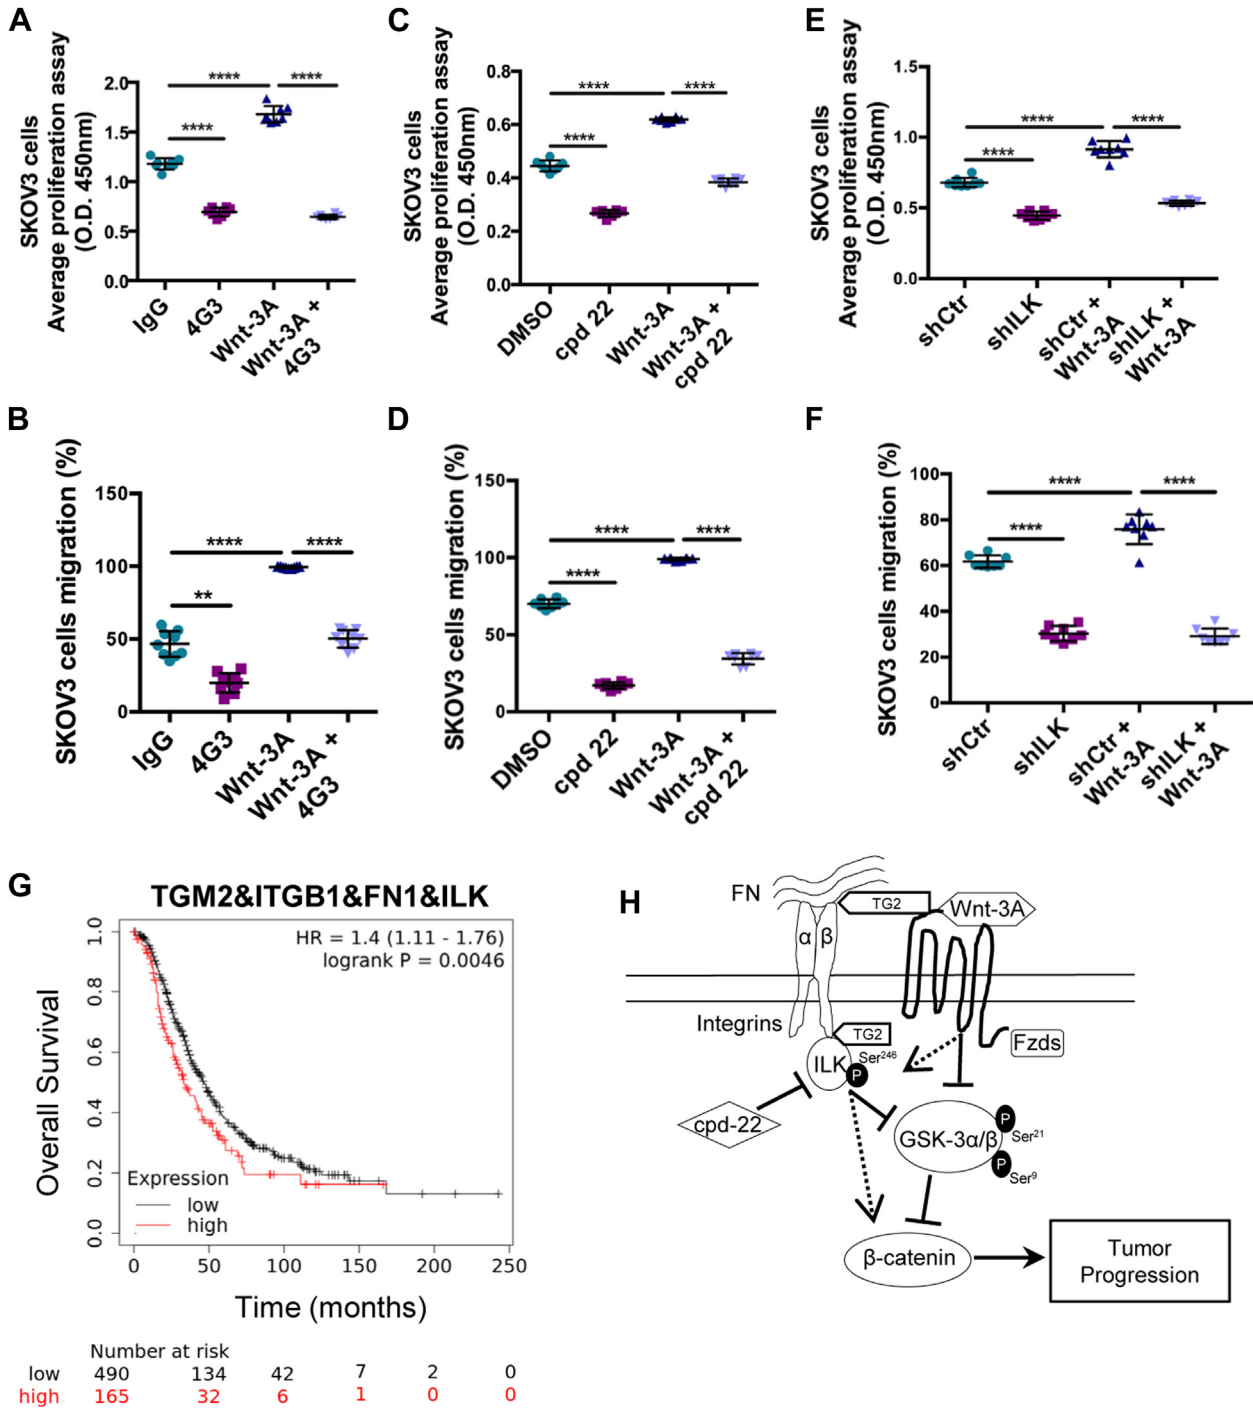 A
SKOV3 cells
Average proliferation assay
(O.D. 450nm)
2.0
1.5
1.0
0.5
0.0
****
****
****
IgG
4G3
Wnt-3A
Wnt-3A +
4G3
C
SKOV3 cells
Average proliferation assay
(O.D. 450nm)
0.8
0.6
0.4
0.2
0.0
****
****
****
DMSO
cpd 22
Wnt-3A
Wnt-3A +
cpd 22
E
SKOV3 cells
Average proliferation assay
(O.D. 450nm)
1.5
1.0
0.5
0.0
****
****
****
shCtr
shILK
shCtr +
Wnt-3A
shILK +
Wnt-3A
B
SKOV3 cells migration (%)
150
100
50
0
****
****
**
IgG
4G3
Wnt-3A
Wnt-3A +
4G3
D
SKOV3 cells migration (%)
150
100
50
0
****
****
****
DMSO
cpd 22
Wnt-3A
Wnt-3A +
cpd 22
F
SKOV3 cells migration (%)
100
80
60
40
20
0
****
****
****
shCtr
shILK
shCtr +
Wnt-3A
shILK +
Wnt-3A
G
TGM2&ITGB1&FN1&ILK
HR = 1.4 (1.11 - 1.76)
logrank P = 0.0046
Overall Survival
1.0
0.8
0.6
0.4
0.2
0.0
Expression
low
high
0 50 100 150 200 250
Time (months)
Number at risk
low 490 134 42 7 2 0
high 165 32 6 1 0 0
H
FN
TG2
Wnt-3A
α β
Integrins
TG2
Fzds
ILK
P
Ser246
cpd-22
GSK-3α/β
P
Ser21
P
Ser9
β-catenin
Tumor
Progression